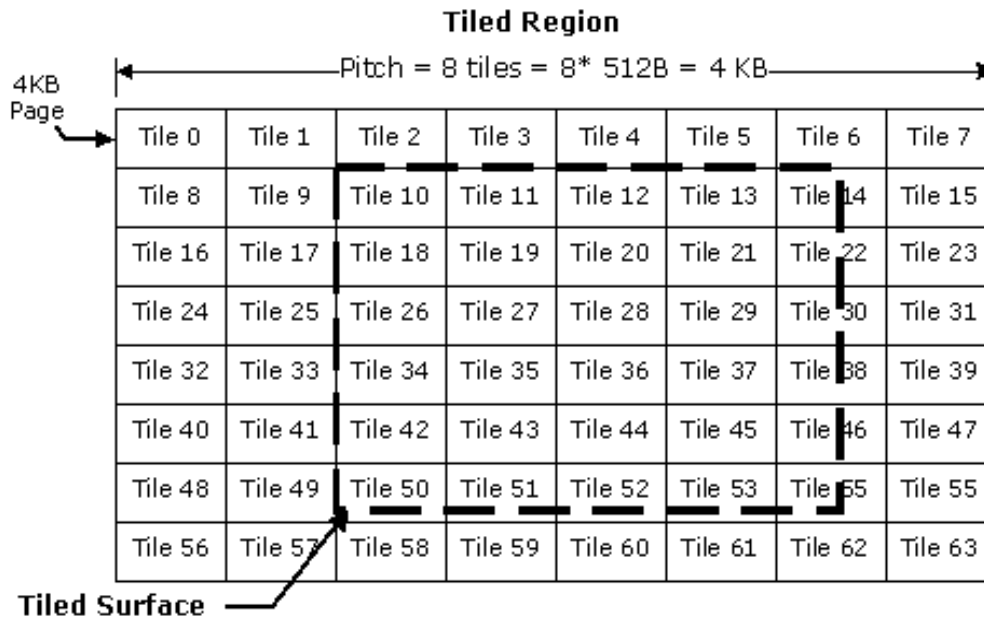 Tiled Region
Pitch = 8 tiles = 8* 512B = 4 KB
4KB
Page
Tile 0 Tile 1 Tile 2 Tile 3 Tile 4 Tile 5 Tile 6 Tile 7
Tile 8 Tile 9 Tile 10 Tile 11 Tile 12 Tile 13 Tile 14 Tile 15
Tile 16 Tile 17 Tile 18 Tile 19 Tile 20 Tile 21 Tile 22 Tile 23
Tile 24 Tile 25 Tile 26 Tile 27 Tile 28 Tile 29 Tile 30 Tile 31
Tile 32 Tile 33 Tile 34 Tile 35 Tile 36 Tile 37 Tile 38 Tile 39
Tile 40 Tile 41 Tile 42 Tile 43 Tile 44 Tile 45 Tile 46 Tile 47
Tile 48 Tile 49 Tile 50 Tile 51 Tile 52 Tile 53 Tile 55 Tile 55
Tile 56 Tile 57 Tile 58 Tile 59 Tile 60 Tile 61 Tile 62 Tile 63
Tiled Surface